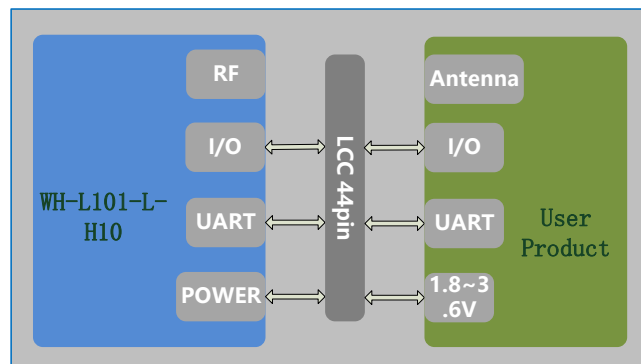 RF
I/O
WH-L101-L-
H10
UART
POWER
LCC 44pin
Antenna
I/O
UART
User
Product
1.8~3
.6V